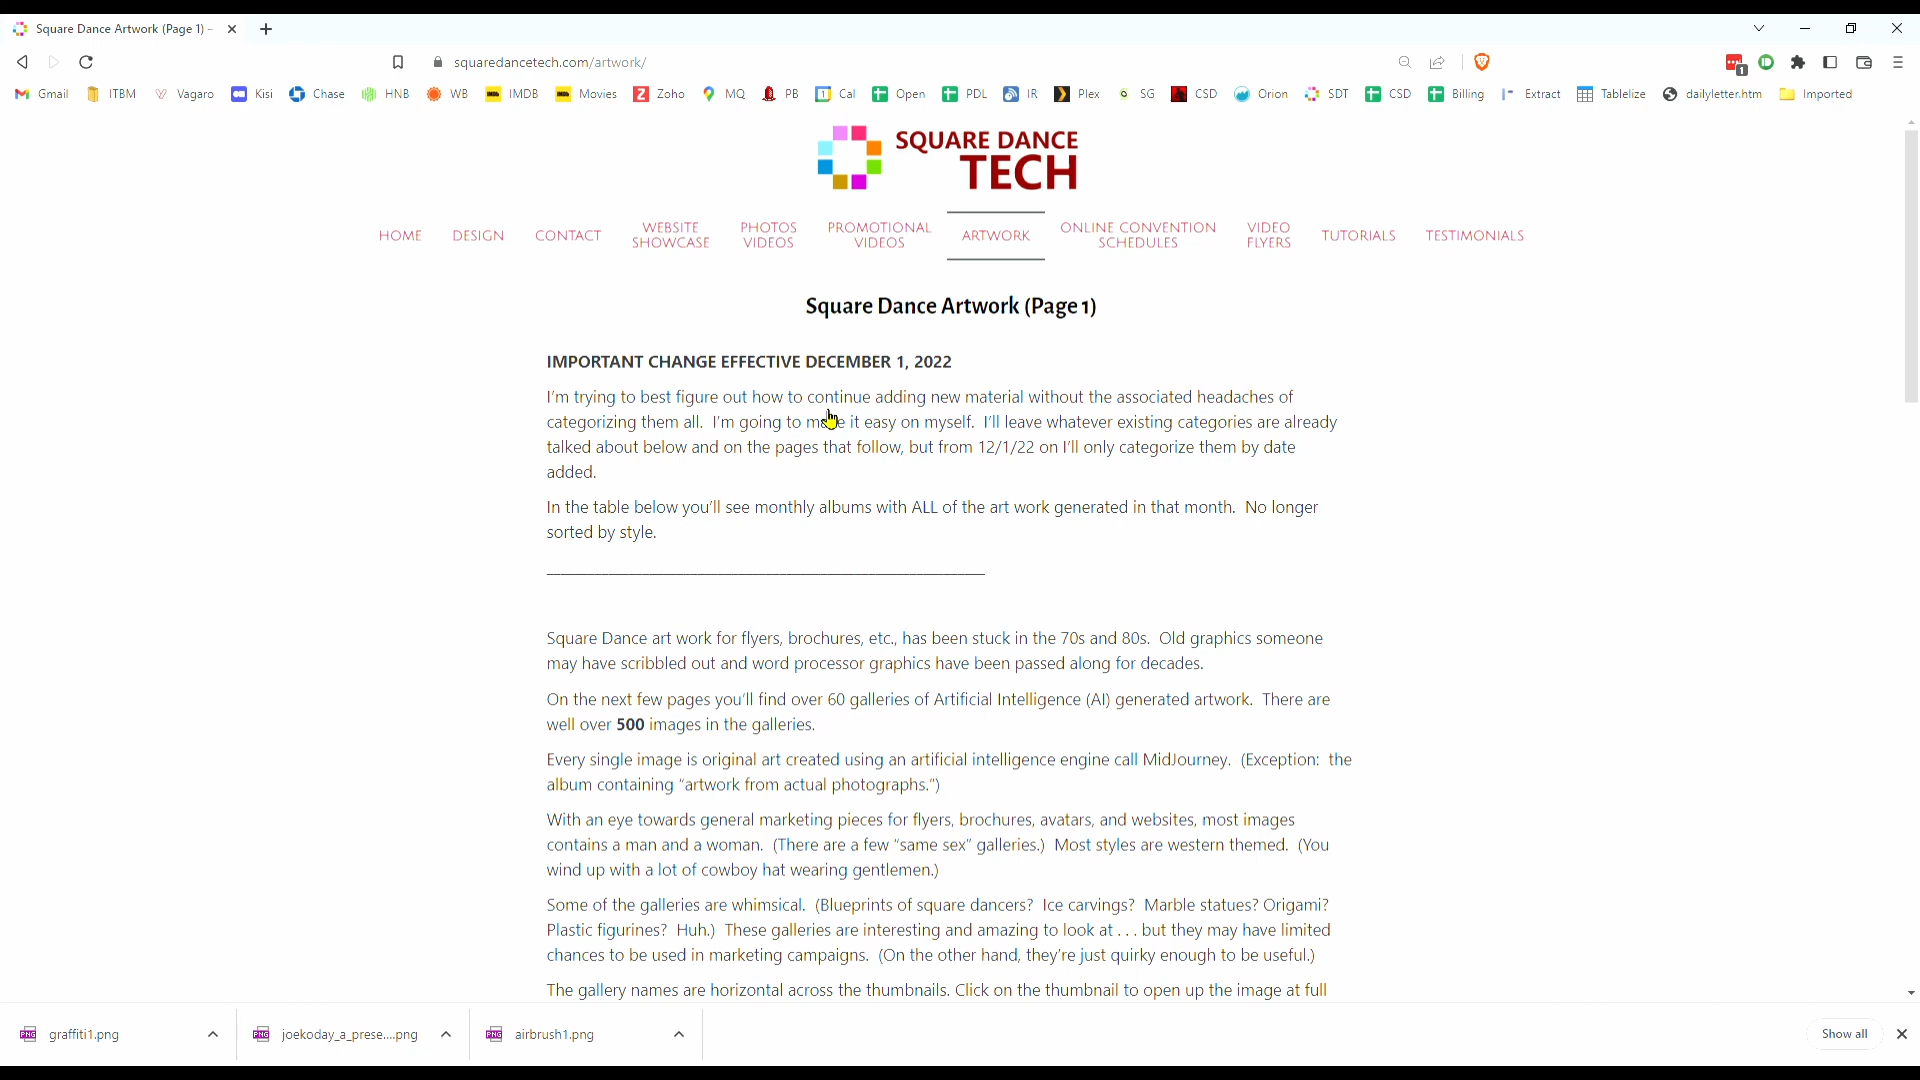 Square Dance Artwork (Page 1) -
squaredancetech.com/artwork/
1
Gmail ITBM Vagaro Kisi Chase HNB WB IMDB Movies Zoho MQ PB Cal Open PDL IR Plex SG CSD Orion SDT CSD Billing Extract Tablelize dailyletter.htm Imported
SQUARE DANCE
TECH
HOME DESIGN CONTACT WEBSITE SHOWCASE PHOTOS VIDEOS PROMOTIONAL VIDEOS ARTWORK ONLINE CONVENTION SCHEDULES VIDEO FLYERS TUTORIALS TESTIMONIALS
Square Dance Artwork (Page 1)
IMPORTANT CHANGE EFFECTIVE DECEMBER 1, 2022
I'm trying to best figure out how to continue adding new material without the associated headaches of
categorizing them all. I'm going to make it easy on myself. I'll leave whatever existing categories are already
talked about below and on the pages that follow, but from 12/1/22 on I'll only categorize them by date
added.
In the table below you'll see monthly albums with ALL of the art work generated in that month. No longer
sorted by style.
Square Dance art work for flyers, brochures, etc., has been stuck in the 70s and 80s. Old graphics someone
may have scribbled out and word processor graphics have been passed along for decades.
On the next few pages you'll find over 60 galleries of Artificial Intelligence (AI) generated artwork. There are
well over 500 images in the galleries.
Every single image is original art created using an artificial intelligence engine call MidJourney. (Exception: the
album containing "artwork from actual photographs.")
With an eye towards general marketing pieces for flyers, brochures, avatars, and websites, most images
contains a man and a woman. (There are a few "same sex" galleries.) Most styles are western themed. (You
wind up with a lot of cowboy hat wearing gentlemen.)
Some of the galleries are whimsical. (Blueprints of square dancers? Ice carvings? Marble statues? Origami?
Plastic figurines? Huh.) These galleries are interesting and amazing to look at . . . but they may have limited
chances to be used in marketing campaigns. (On the other hand, they're just quirky enough to be useful.)
The gallery names are horizontal across the thumbnails. Click on the thumbnail to open up the image at full
graffiti1.png joekoday_a_prese....png airbrush1.png Show all